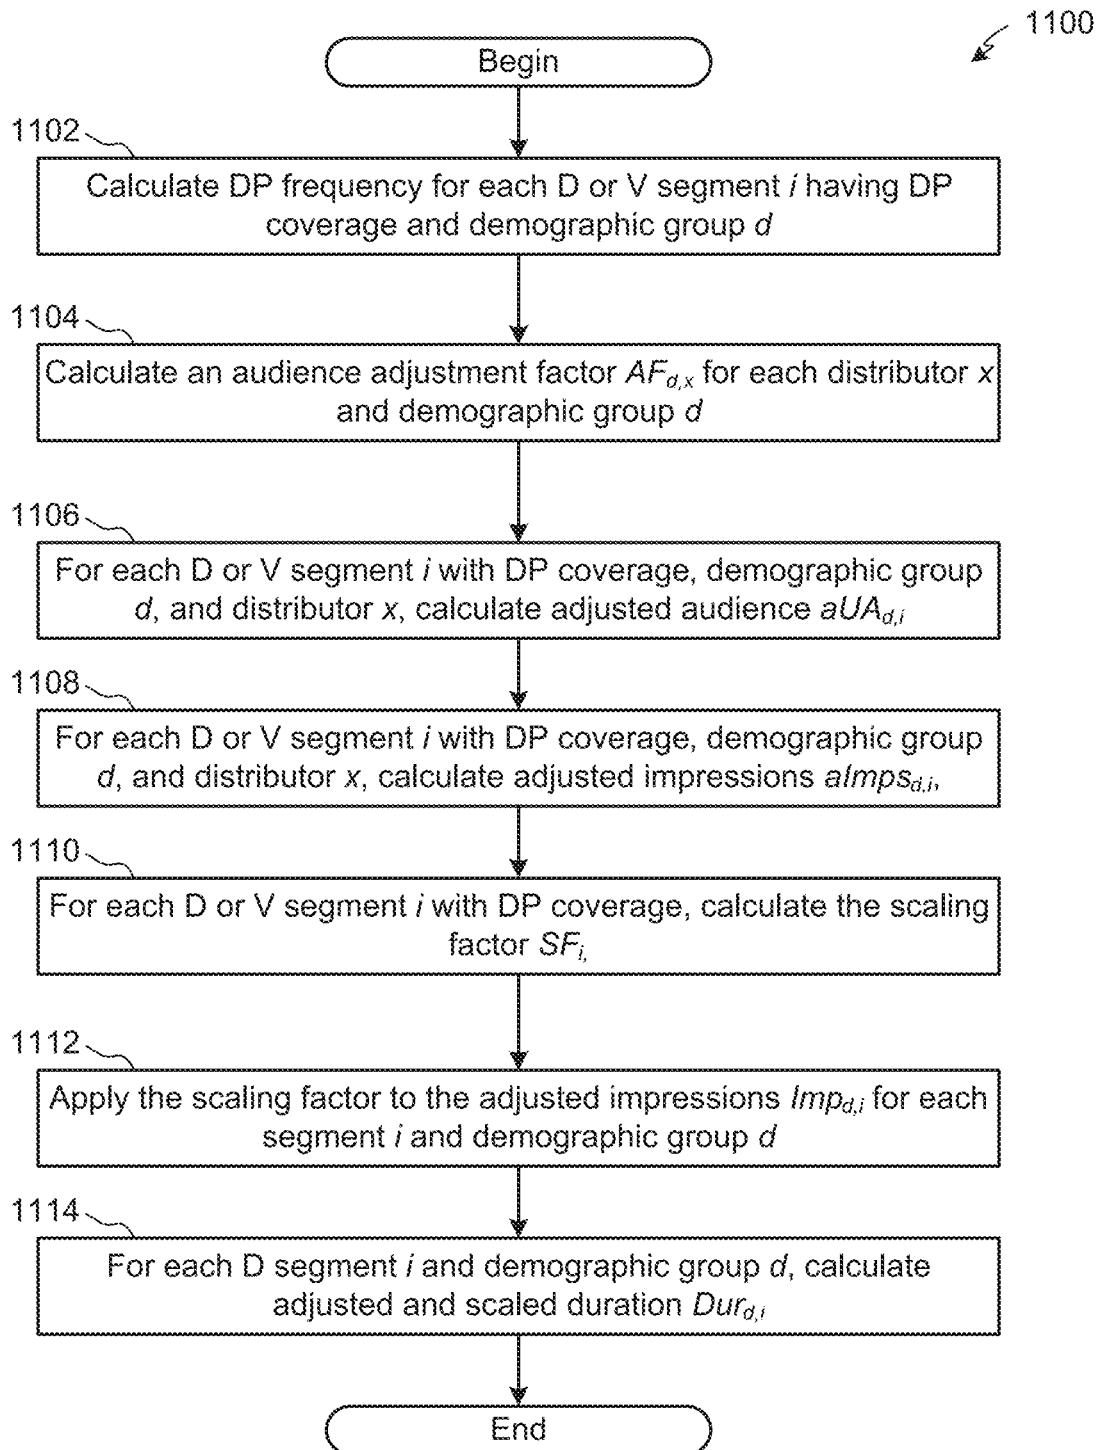 1100
Begin
1102
Calculate DP frequency for each D or V segment i having DP
coverage and demographic group d
1104
Calculate an audience adjustment factor AFd,x for each distributor x
and demographic group d
1106
For each D or V segment i with DP coverage, demographic group
d, and distributor x, calculate adjusted audience aUAd,i
1108
For each D or V segment i with DP coverage, demographic group
d, and distributor x, calculate adjusted impressions aImpsd,i,
1110
For each D or V segment i with DP coverage, calculate the scaling
factor SFi,
1112
Apply the scaling factor to the adjusted impressions Impd,i for each
segment i and demographic group d
1114
For each D segment i and demographic group d, calculate
adjusted and scaled duration Durd,i
End